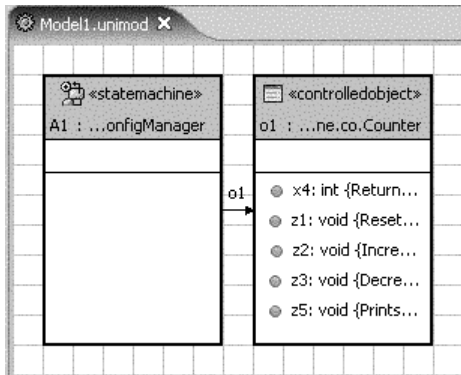 Model1.unimod
«statemachine»
A1 : ...onfigManager
o1
«controlledobject»
o1 : ...ne.co.Counter
x4: int {Return...
z1: void {Reset...
z2: void {Incre...
z3: void {Decre...
z5: void {Prints...